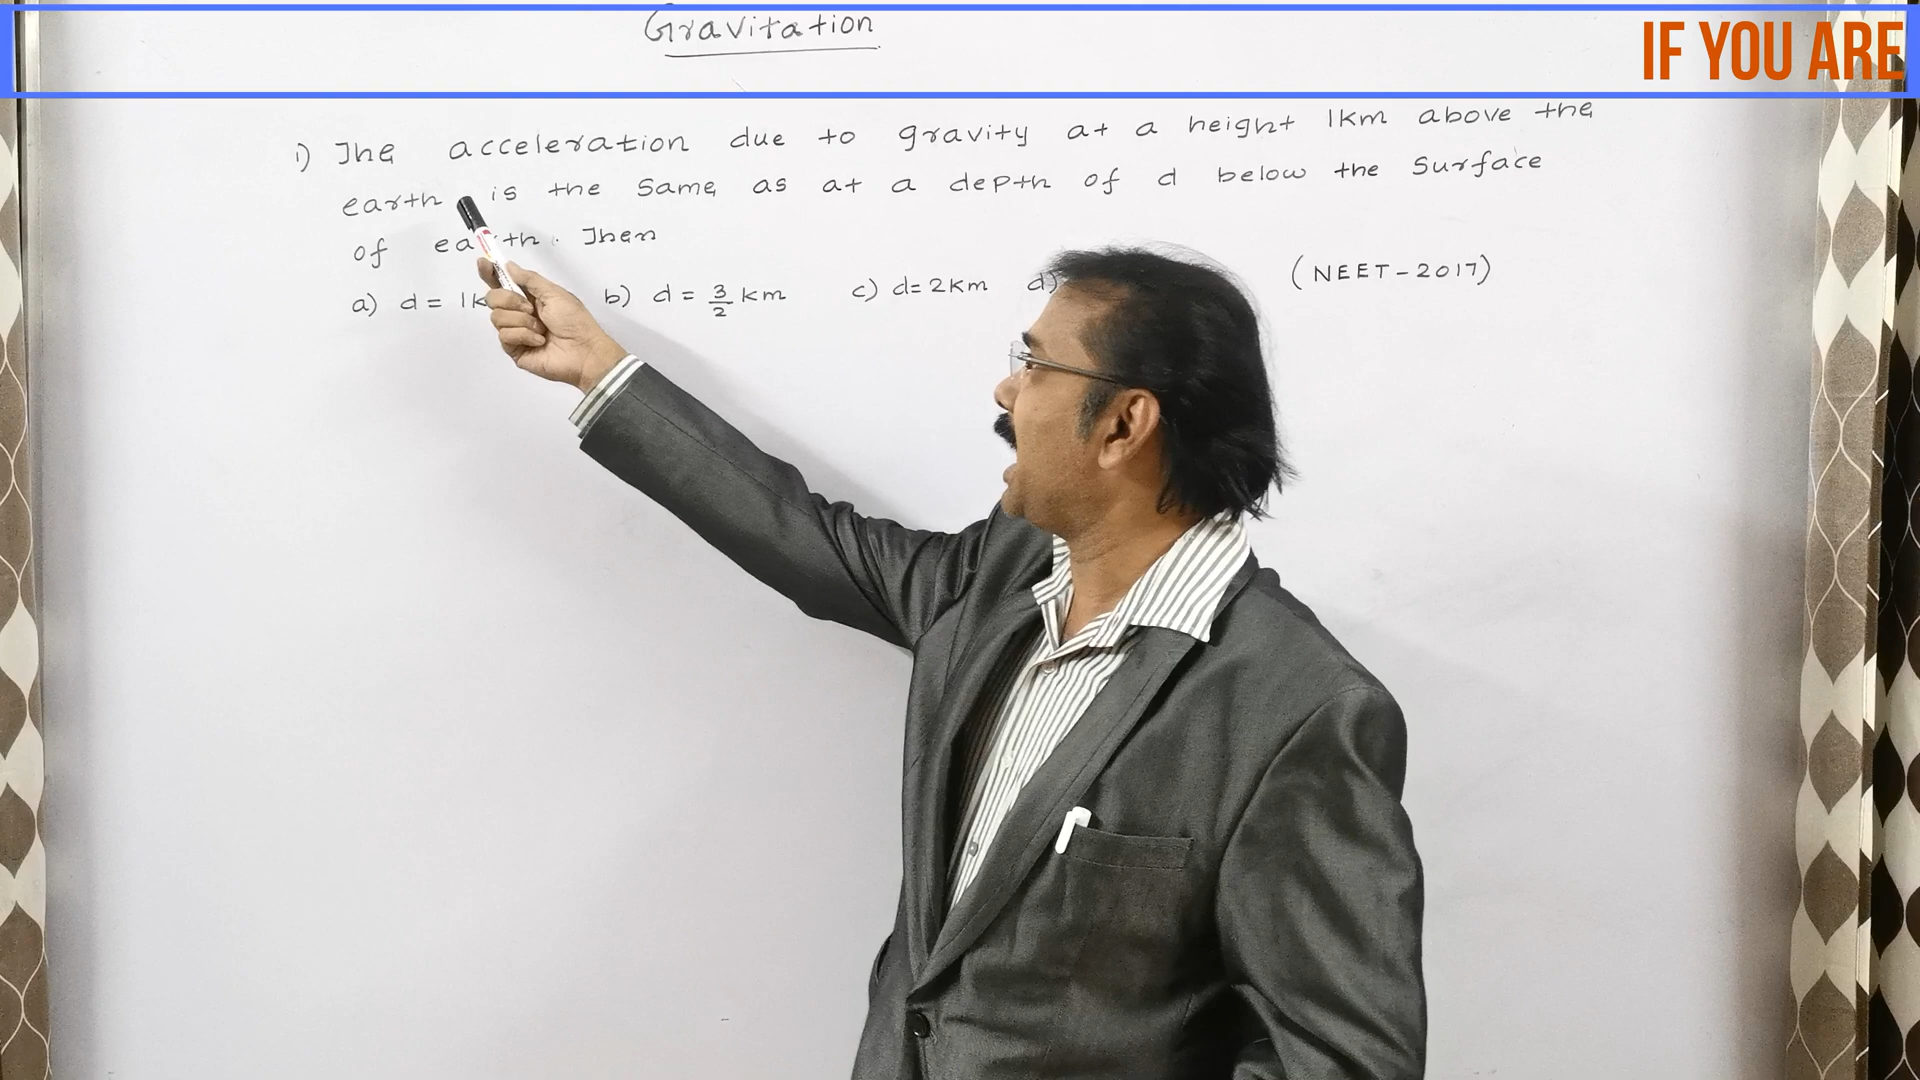 Gravitation
IF YOU ARE
1) The acceleration due to gravity at a height 1km above the
earth is the same as at a depth of d below the surface
of earth. Then
(NEET-2017)
a) d = 1k b) d = 3/2 km c) d=2km d)